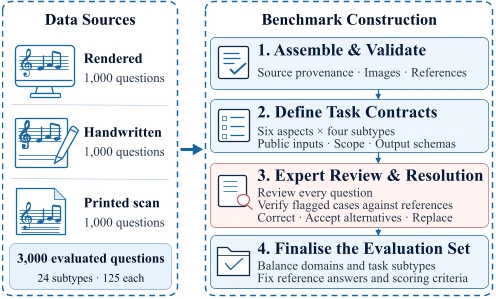 Data Sources
Rendered
1,000 questions
Handwritten
1,000 questions
Printed scan
1,000 questions
3,000 evaluated questions
24 subtypes · 125 each
Benchmark Construction
1. Assemble & Validate
Source provenance · Images · References
2. Define Task Contracts
Six aspects × four subtypes
Public inputs · Scope · Output schemas
3. Expert Review & Resolution
Review every question
Verify flagged cases against references
Correct · Accept alternatives · Replace
4. Finalise the Evaluation Set
Balance domains and task subtypes
Fix reference answers and scoring criteria